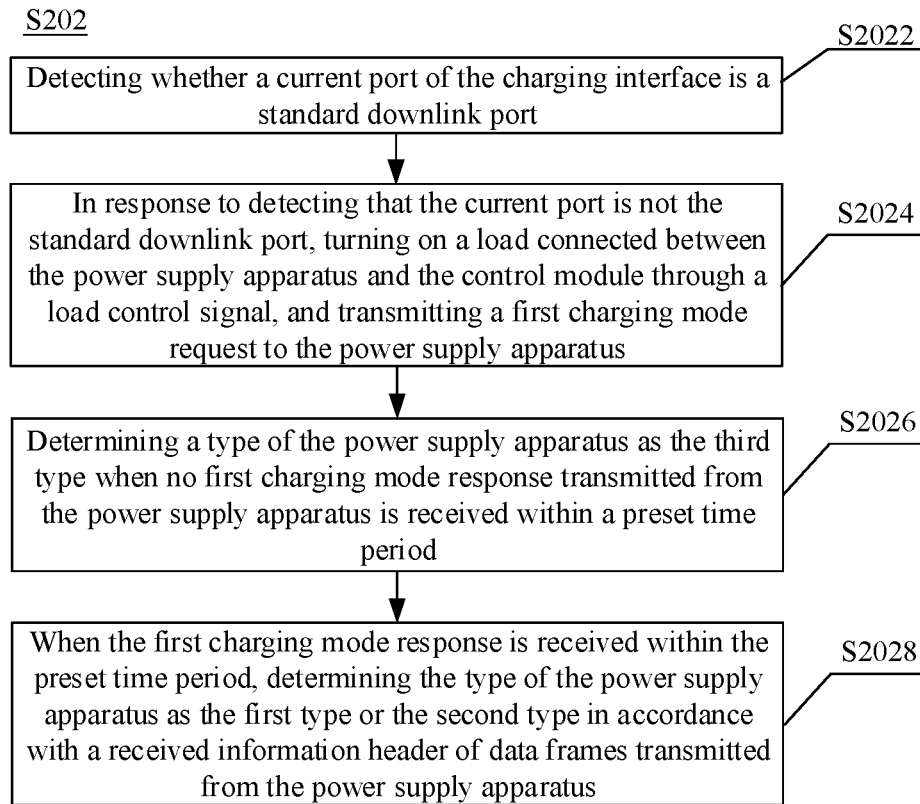 S202
S2022
Detecting whether a current port of the charging interface is a
standard downlink port
S2024
In response to detecting that the current port is not the
standard downlink port, turning on a load connected between
the power supply apparatus and the control module through a
load control signal, and transmitting a first charging mode
request to the power supply apparatus
S2026
Determining a type of the power supply apparatus as the third
type when no first charging mode response transmitted from
the power supply apparatus is received within a preset time
period
S2028
When the first charging mode response is received within the
preset time period, determining the type of the power supply
apparatus as the first type or the second type in accordance
with a received information header of data frames transmitted
from the power supply apparatus